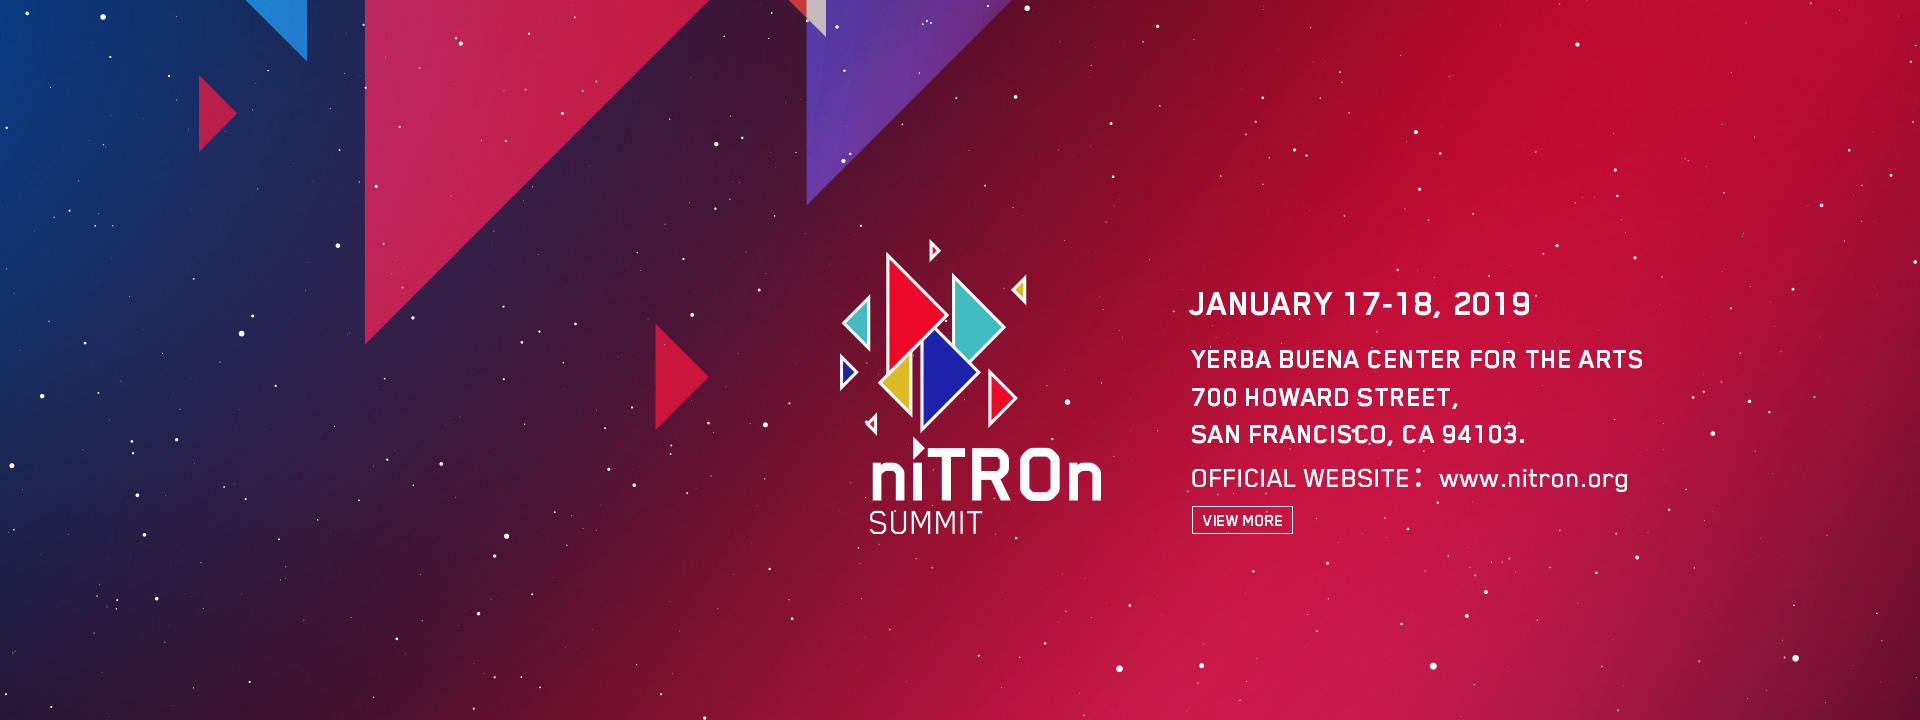 niTROn
SUMMIT
JANUARY 17-18, 2019
YERBA BUENA CENTER FOR THE ARTS
700 HOWARD STREET,
SAN FRANCISCO, CA 94103.
OFFICIAL WEBSITE： www.nitron.org
VIEW MORE